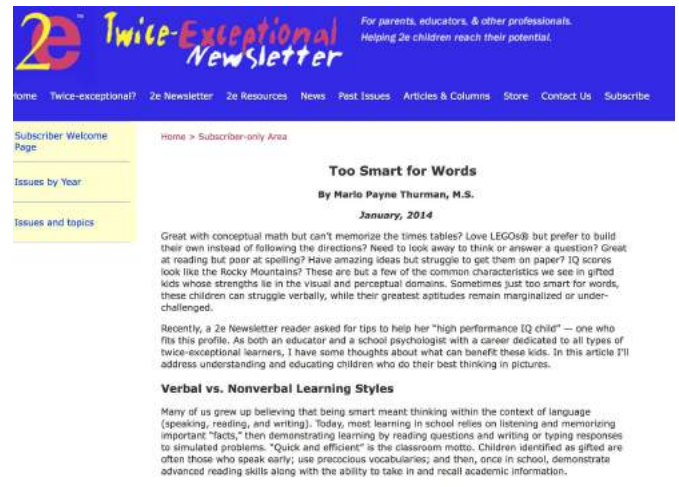 2e Twice-Exceptional
Newsletter
For parents, educators, & other professionals.
Helping 2e children reach their potential.
Home Twice-exceptional? 2e Newsletter 2e Resources News Past Issues Articles & Columns Store Contact Us Subscribe
Subscriber Welcome
Page
Issues by Year
Issues and topics
Home > Subscriber-only Area
Too Smart for Words
By Marlo Payne Thurman, M.S.
January, 2014
Great with conceptual math but can't memorize the times tables? Love LEGOs® but prefer to build
their own instead of following the directions? Need to look away to think or answer a question? Great
at reading but poor at spelling? Have amazing ideas but struggle to get them on paper? IQ scores
look like the Rocky Mountains? These are but a few of the common characteristics we see in gifted
kids whose strengths lie in the visual and perceptual domains. Sometimes just too smart for words,
these children can struggle verbally, while their greatest aptitudes remain marginalized or under-
challenged.
Recently, a 2e Newsletter reader asked for tips to help her "high performance IQ child" — one who
fits this profile. As both an educator and a school psychologist with a career dedicated to all types of
twice-exceptional learners, I have some thoughts about what can benefit these kids. In this article I'll
address understanding and educating children who do their best thinking in pictures.
Verbal vs. Nonverbal Learning Styles
Many of us grew up believing that being smart meant thinking within the context of language
(speaking, reading, and writing). Today, most learning in school relies on listening and memorizing
important "facts," then demonstrating learning by reading questions and writing or typing responses
to simulated problems. "Quick and efficient" is the classroom motto. Children identified as gifted are
often those who speak early; use precocious vocabularies; and then, once in school, demonstrate
advanced reading skills along with the ability to take in and recall academic information.